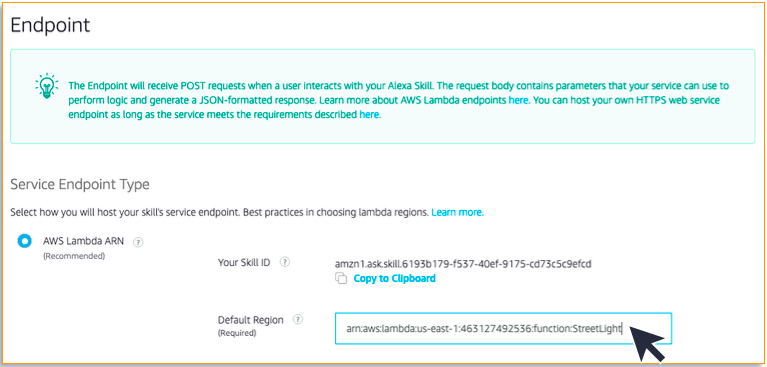 Endpoint
The Endpoint will receive POST requests when a user interacts with your Alexa Skill. The request body contains parameters that your service can use to
perform logic and generate a JSON-formatted response. Learn more about AWS Lambda endpoints here. You can host your own HTTPS web service
endpoint as long as the service meets the requirements described here.
Service Endpoint Type
Select how you will host your skill's service endpoint. Best practices in choosing lambda regions. Learn more.
AWS Lambda ARN ?
(Recommended)
Your Skill ID ?
amzn1.ask.skill.6193b179-f537-40ef-9175-cd73c5c9efcd
Copy to Clipboard
Default Region ?
(Required)
arn:aws:lambda:us-east-1:463127492536:function:StreetLight